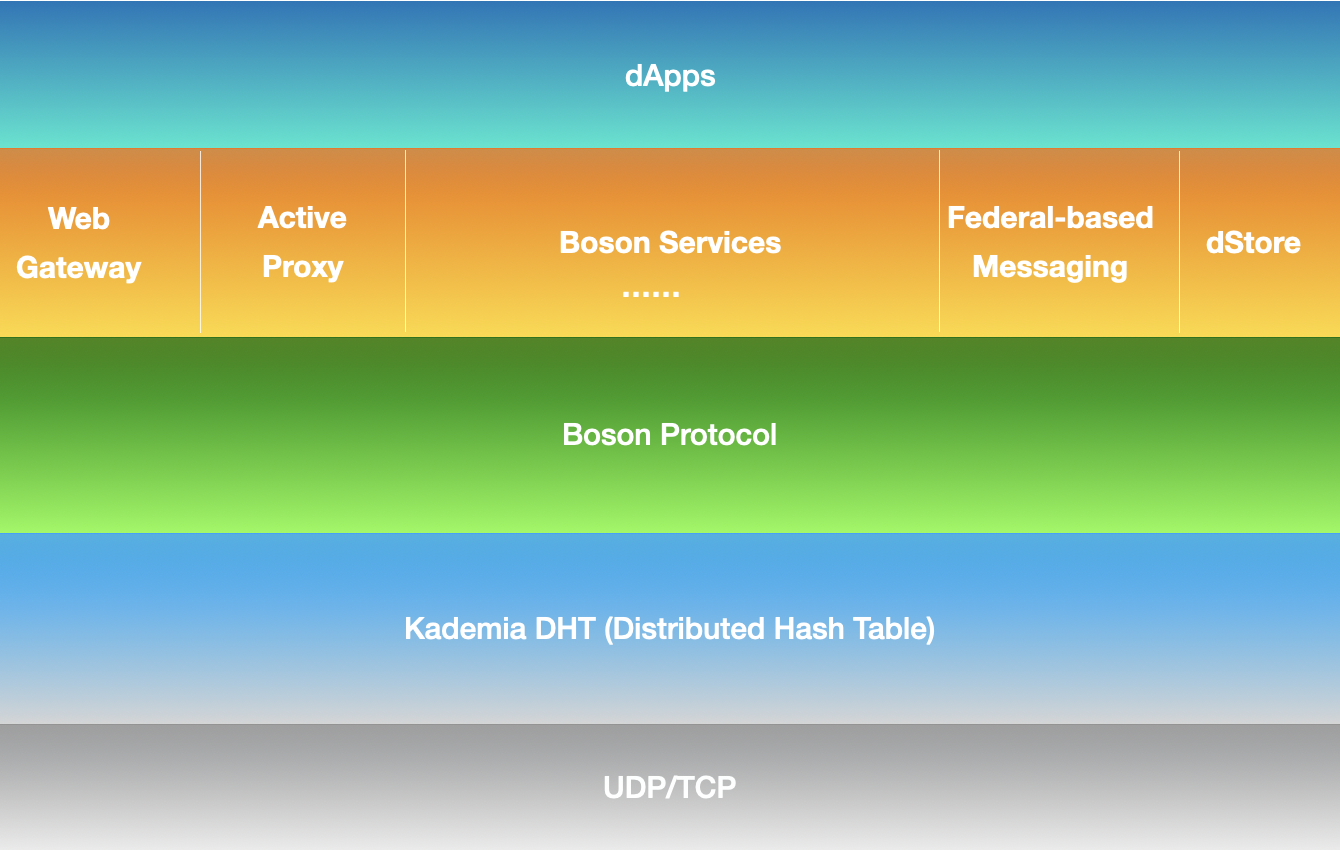 dApps
Web
Gateway
Active
Proxy
Boson Services
......
Federal-based
Messaging
dStore
Boson Protocol
Kademia DHT (Distributed Hash Table)
UDP/TCP